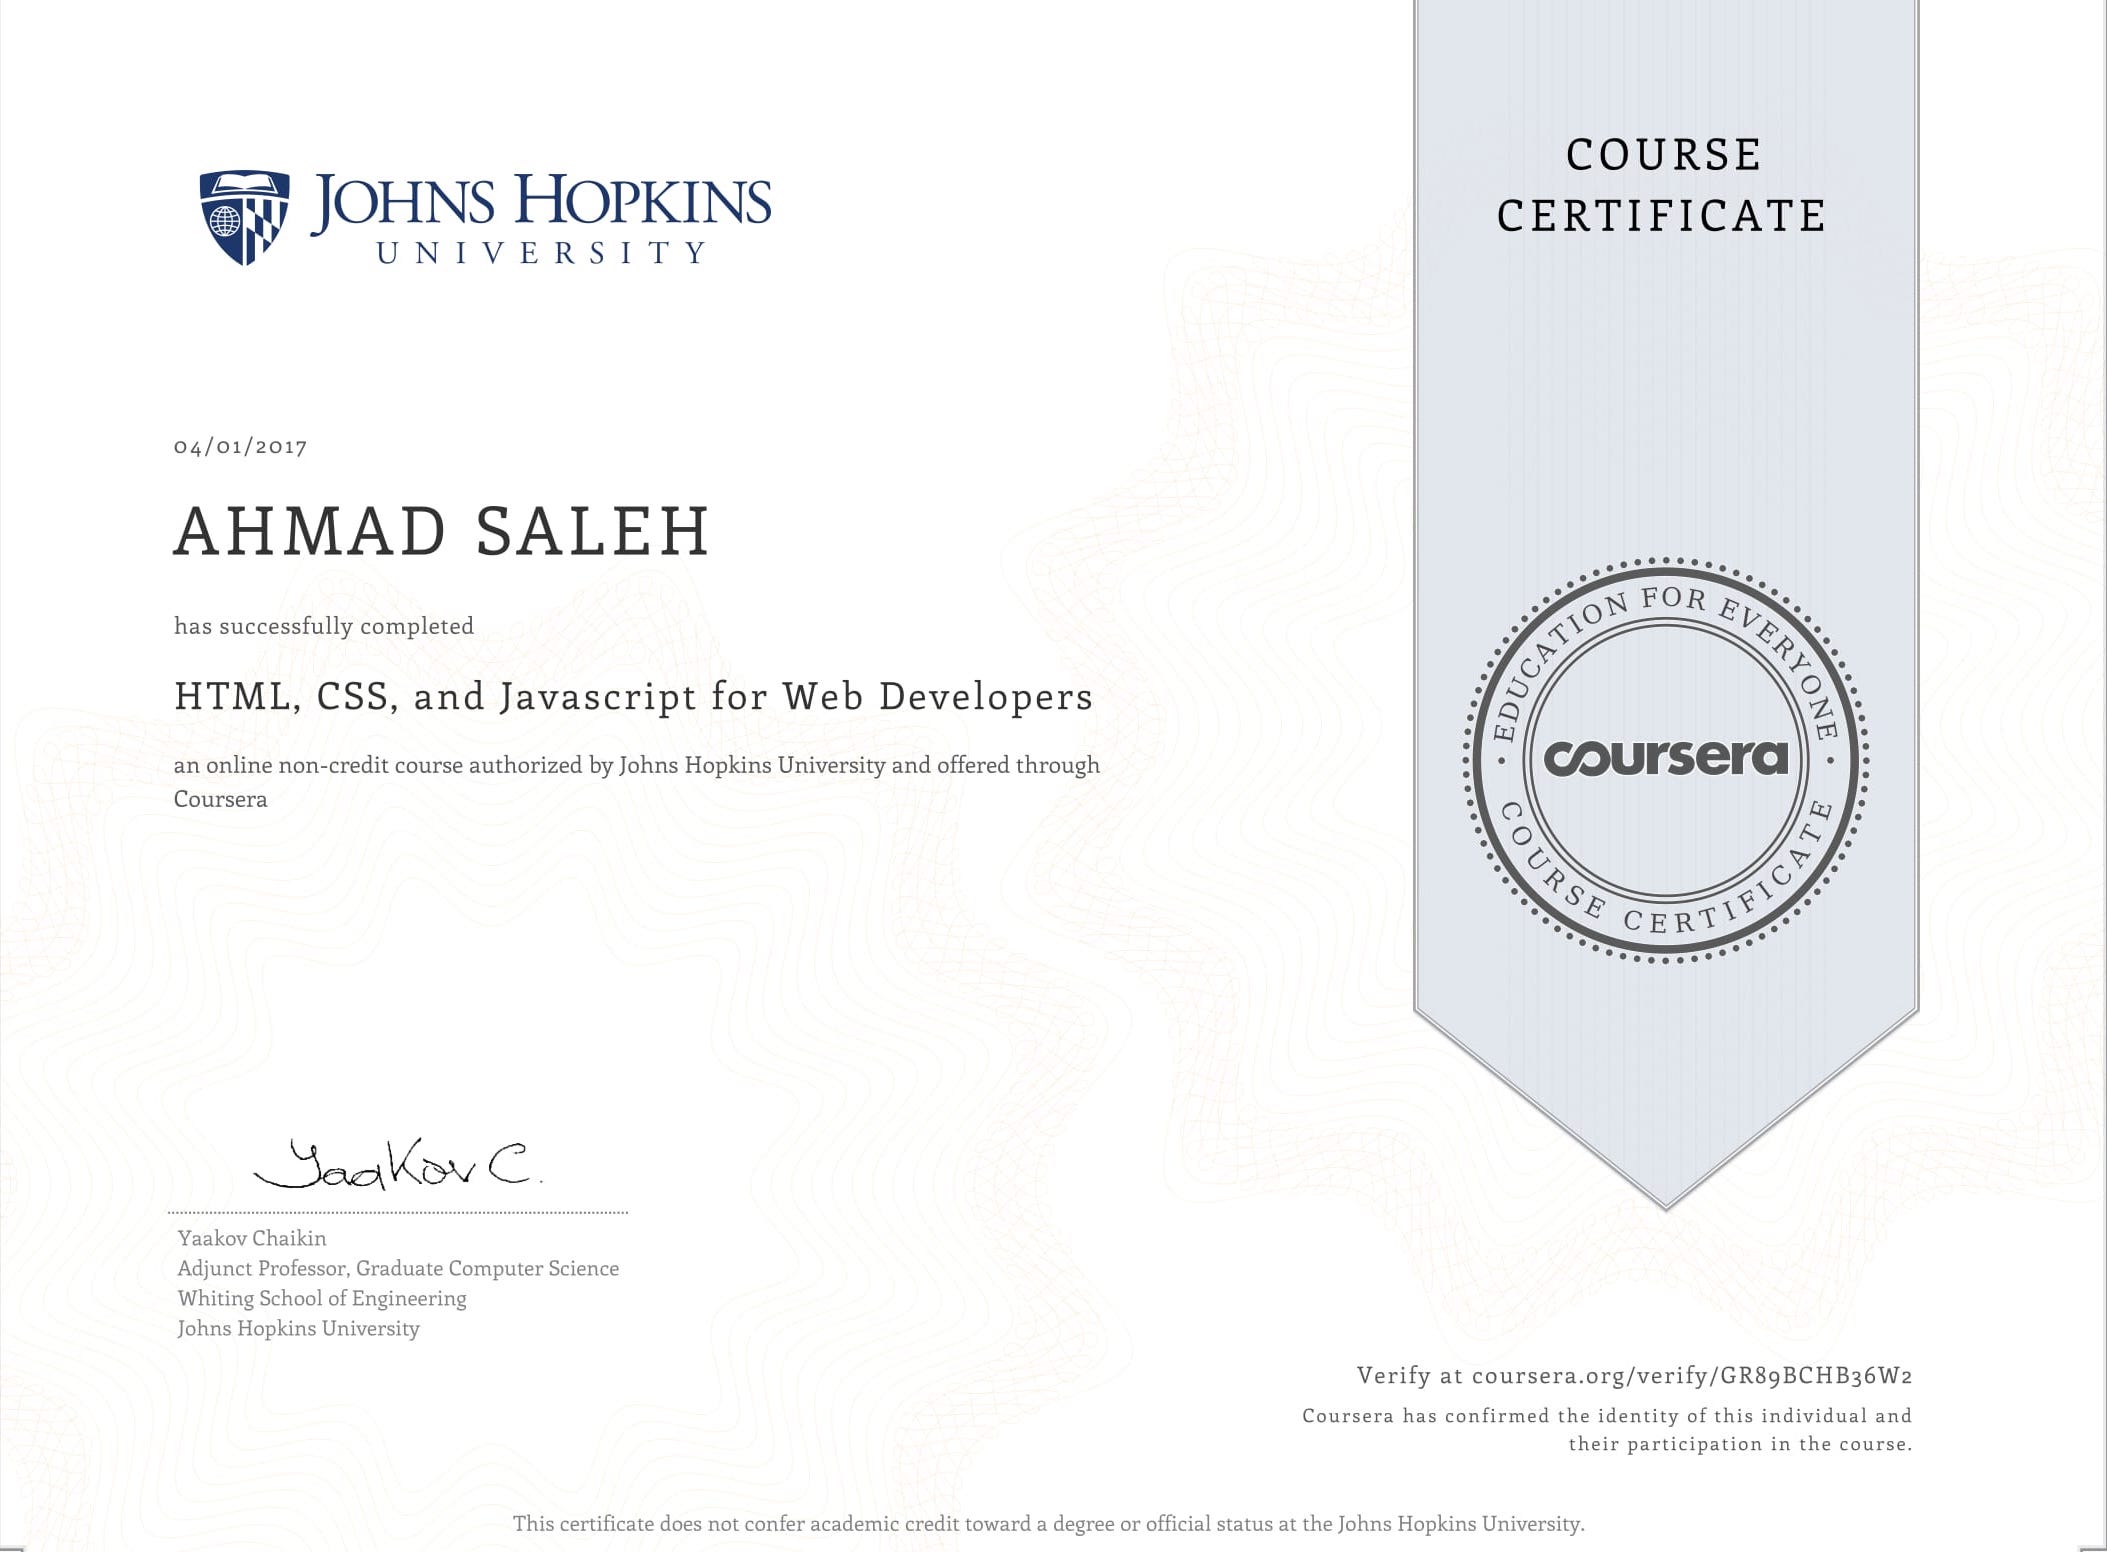 JOHNS HOPKINS
UNIVERSITY
COURSE
CERTIFICATE
04/01/2017
AHMAD SALEH
has successfully completed
HTML, CSS, and Javascript for Web Developers
an online non-credit course authorized by Johns Hopkins University and offered through
Coursera
EDUCATION FOR EVERYONE
coursera
COURSE CERTIFICATE
Yaakov C.
Yaakov Chaikin
Adjunct Professor, Graduate Computer Science
Whiting School of Engineering
Johns Hopkins University
Verify at coursera.org/verify/GR89BCHB36W2
Coursera has confirmed the identity of this individual and
their participation in the course.
This certificate does not confer academic credit toward a degree or official status at the Johns Hopkins University.